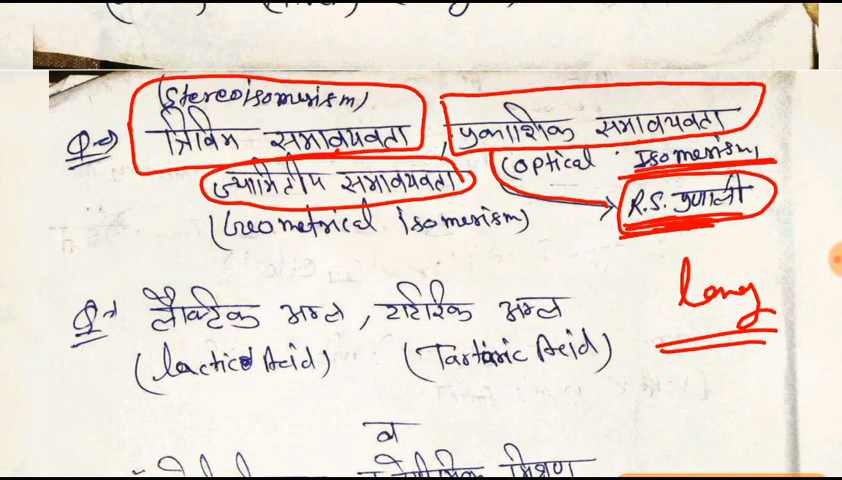 (Stereoisomerism)
Q→ त्रिविम समावयवता, प्रकाशिक समावयवता
(optical Isomerism,
ज्यामितीय समावयवता
R.S. प्रणाली
(Geometrical isomerism)
long
Q→ लैक्टिक अम्ल, टार्टरिक अम्ल
(lactic Acid) (Tartaric Acid)
व
मिश्रण